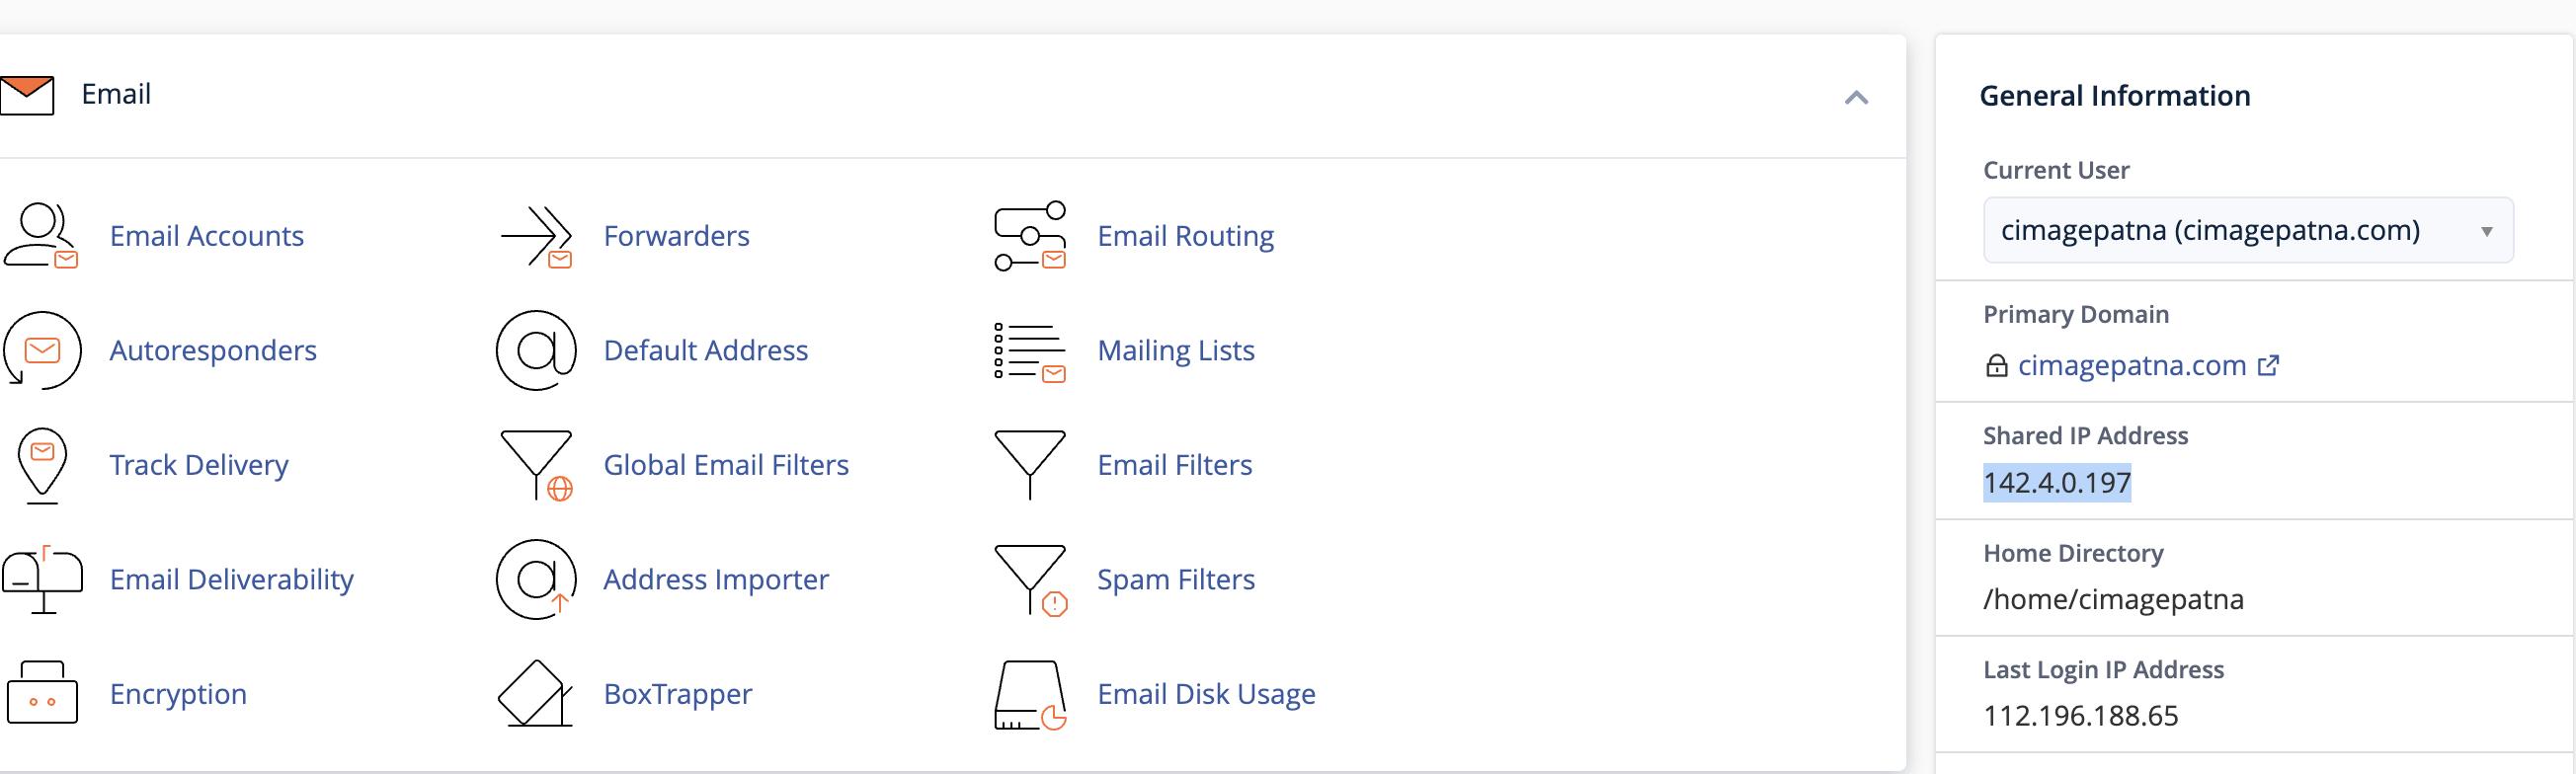 Email
Email Accounts
Forwarders
Email Routing
Autoresponders
Default Address
Mailing Lists
Track Delivery
Global Email Filters
Email Filters
Email Deliverability
Address Importer
Spam Filters
Encryption
BoxTrapper
Email Disk Usage
General Information
Current User
cimagepatna (cimagepatna.com)
Primary Domain
cimagepatna.com
Shared IP Address
142.4.0.197
Home Directory
/home/cimagepatna
Last Login IP Address
112.196.188.65